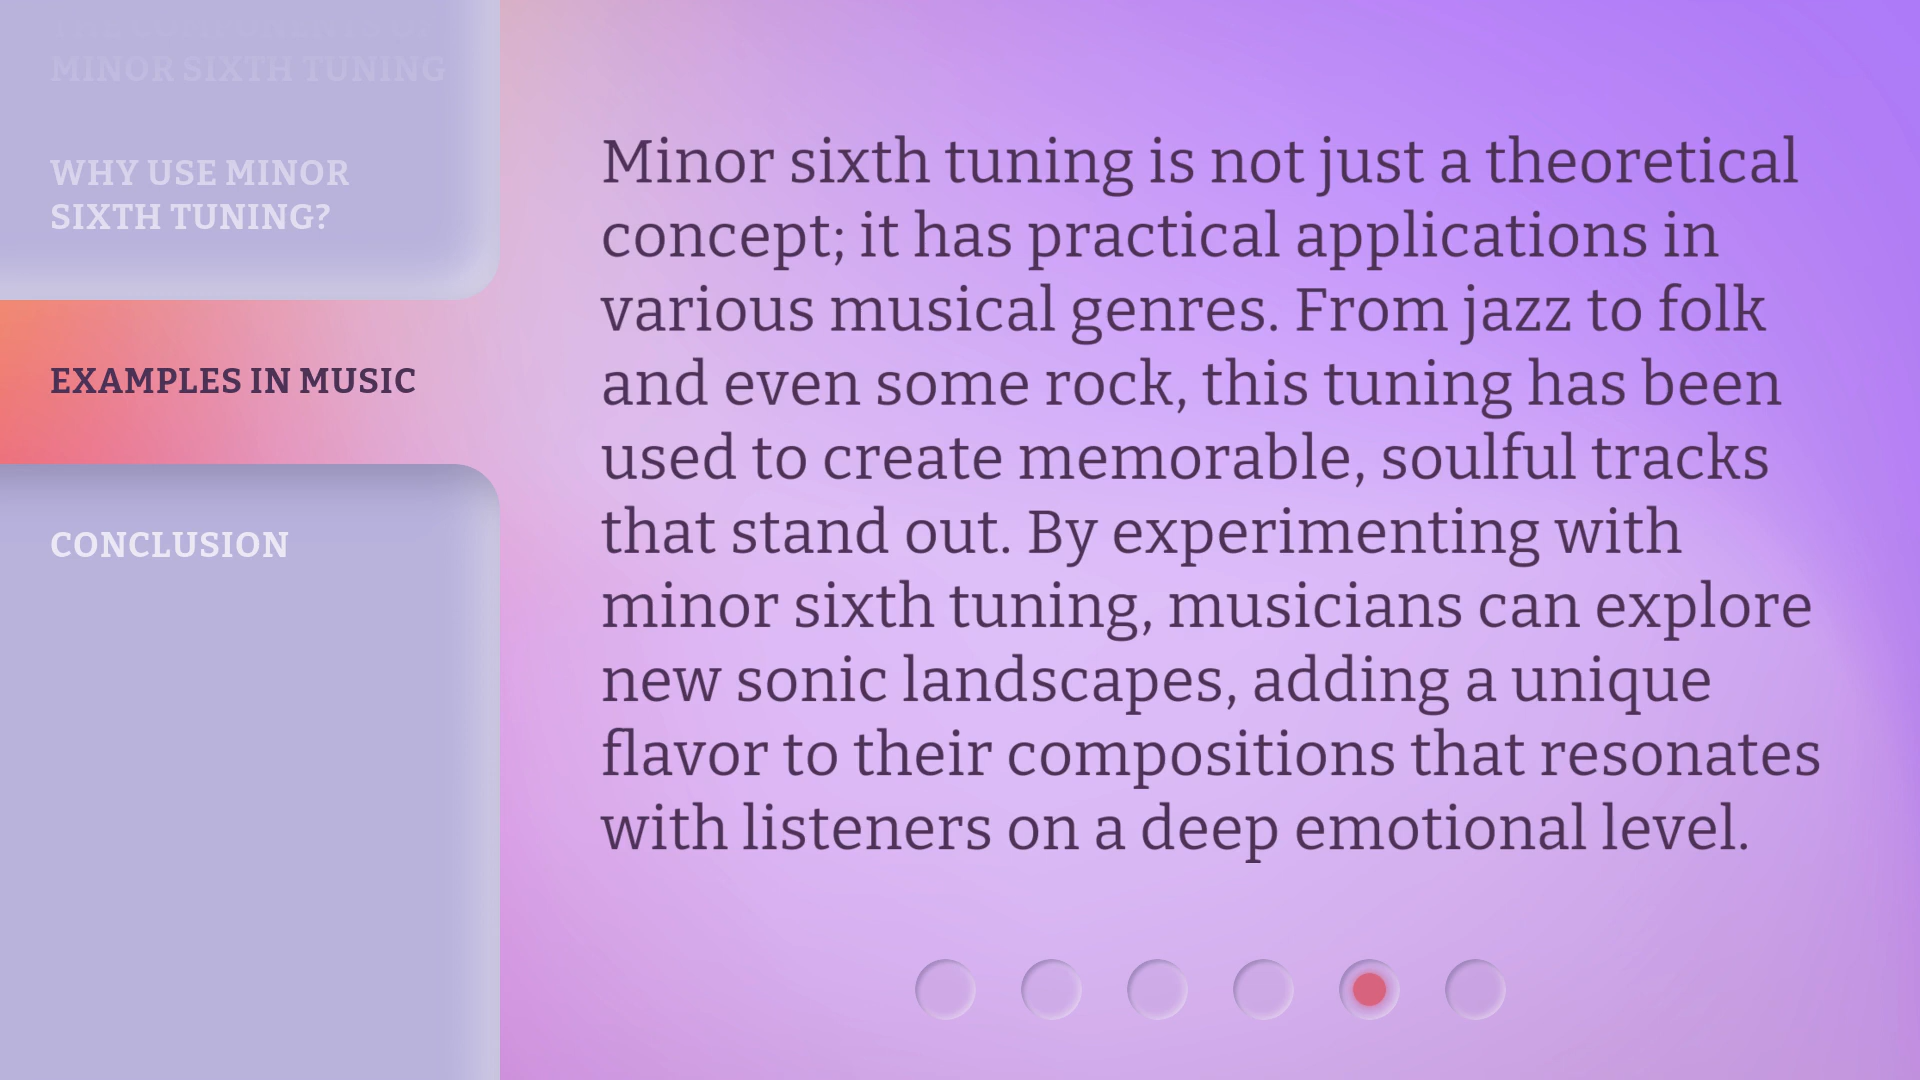 MINOR SIXTH TUNING
WHY USE MINOR
SIXTH TUNING?
EXAMPLES IN MUSIC
CONCLUSION
Minor sixth tuning is not just a theoretical
concept; it has practical applications in
various musical genres. From jazz to folk
and even some rock, this tuning has been
used to create memorable, soulful tracks
that stand out. By experimenting with
minor sixth tuning, musicians can explore
new sonic landscapes, adding a unique
flavor to their compositions that resonates
with listeners on a deep emotional level.